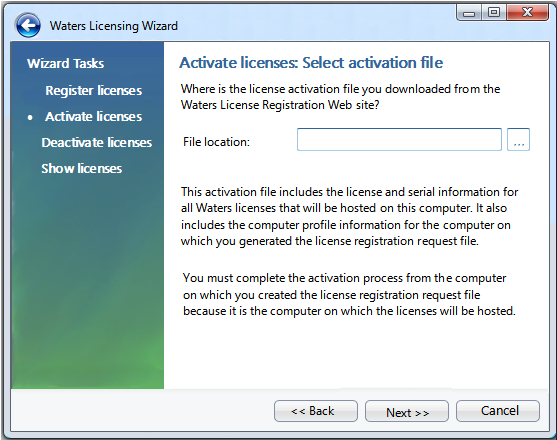 Waters Licensing Wizard
Wizard Tasks
Register licenses
• Activate licenses
Deactivate licenses
Show licenses
Activate licenses: Select activation file
Where is the license activation file you downloaded from the
Waters License Registration Web site?
File location:
...
This activation file includes the license and serial information for
all Waters licenses that will be hosted on this computer. It also
includes the computer profile information for the computer on
which you generated the license registration request file.
You must complete the activation process from the computer
on which you created the license registration request file
because it is the computer on which the licenses will be hosted.
<< Back
Next >>
Cancel